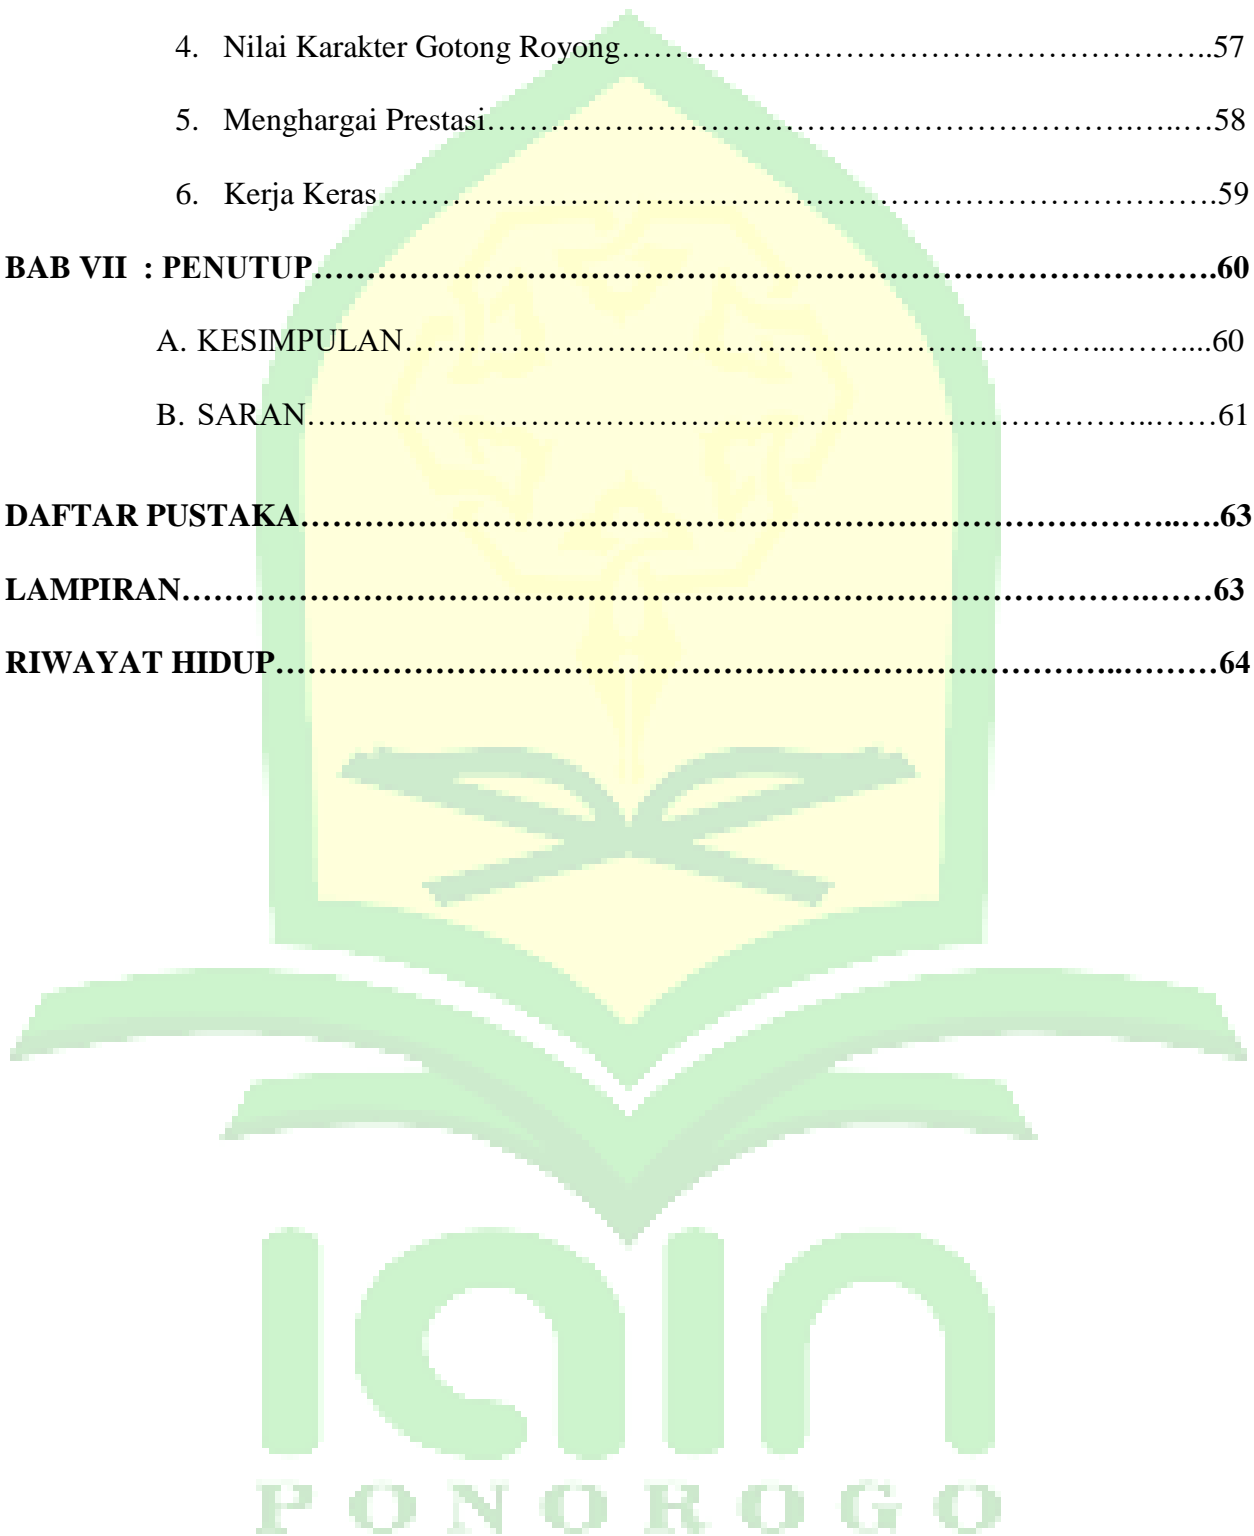 4. Nilai Karakter Gotong Royong…………………………………………………..57
5. Menghargai Prestasi……………………………………………………….…..…58
6. Kerja Keras……………………………………………………………………….59
BAB VII : PENUTUP…………………………………………………………………………….60
A. KESIMPULAN……………………………………………………………...……....60
B. SARAN………………………………………………………………………..……61
DAFTAR PUSTAKA…………………………………………………………………………...….63
LAMPIRAN………………………………………………………………………………….……63
RIWAYAT HIDUP………………………………………………………………………...………64
IAIN
PONOROGO